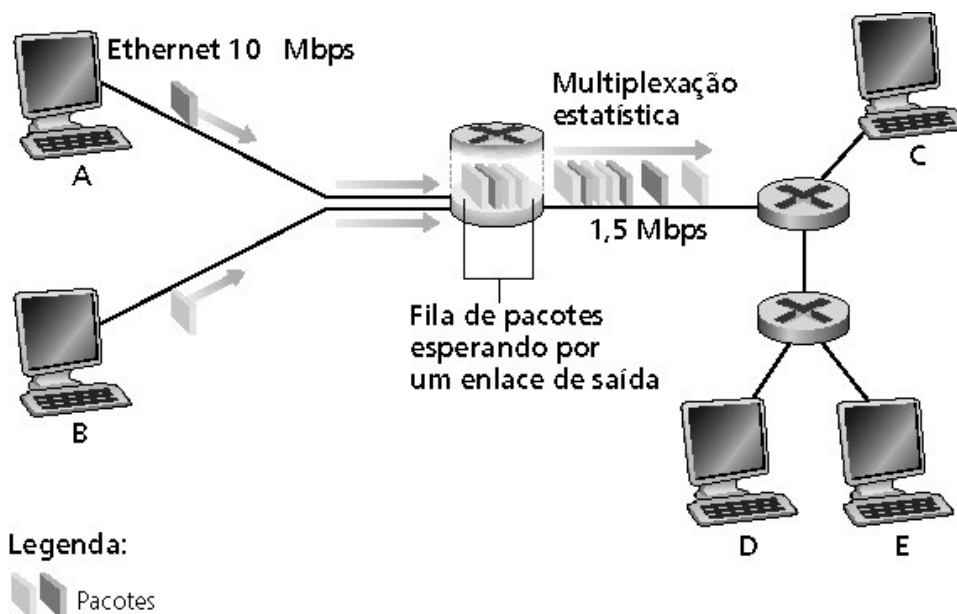 Ethernet 10 Mbps
Multiplexação
estatística
A
C
1,5 Mbps
Fila de pacotes
esperando por
um enlace de saída
B
D
E
Legenda:
Pacotes